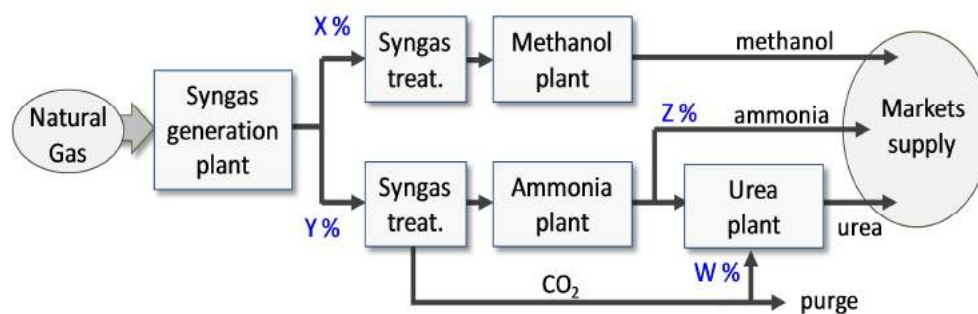 X %
Syngas
treat.
Methanol
plant
methanol
Natural
Gas
Syngas
generation
plant
Z %
ammonia
Markets
supply
Y %
Syngas
treat.
Ammonia
plant
Urea
plant
urea
W %
CO₂
purge